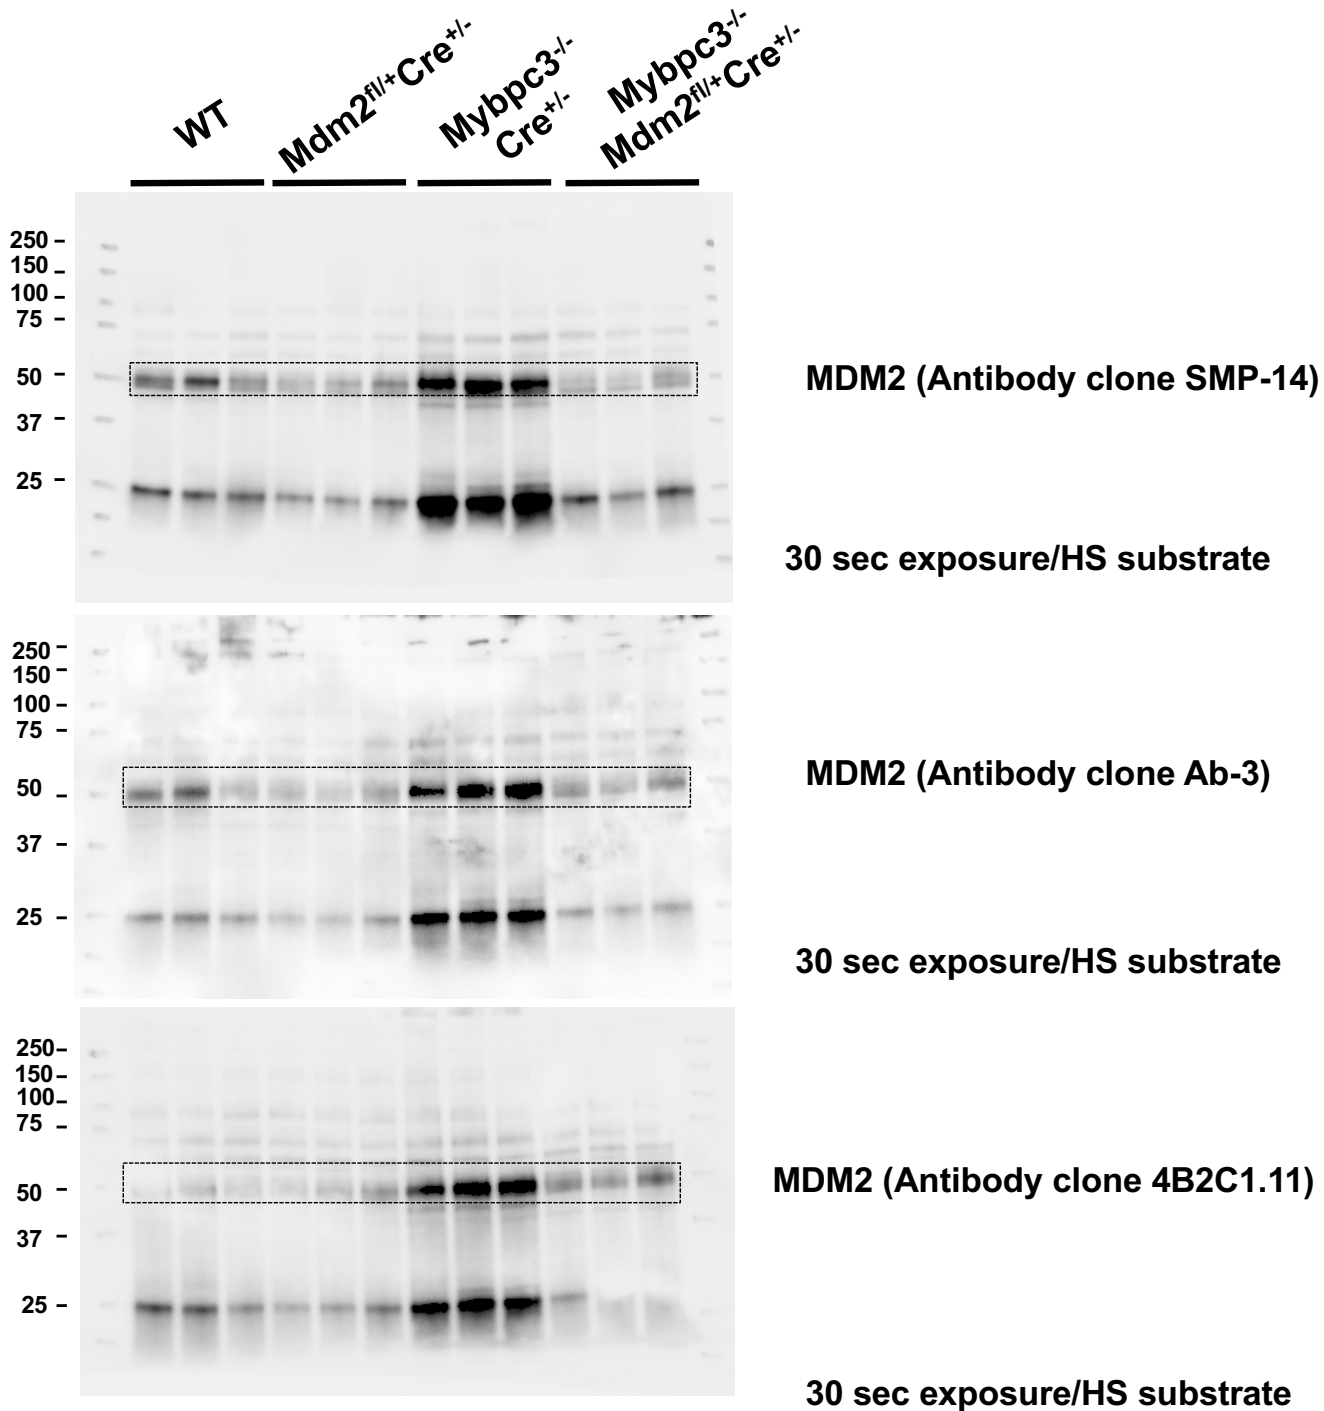 WT
Mdm2fl/+Cre+/-
Mybpc3-/-
Cre+/-
Mybpc3-/-
Mdm2fl/+Cre+/-
250 -
150 -
100 -
75 -
50 -
37 -
25 -
MDM2 (Antibody clone SMP-14)
30 sec exposure/HS substrate
250 -
150 -
100 -
75 -
50 -
37 -
25 -
MDM2 (Antibody clone Ab-3)
30 sec exposure/HS substrate
250 -
150 -
100 -
75 -
50 -
37 -
25 -
MDM2 (Antibody clone 4B2C1.11)
30 sec exposure/HS substrate